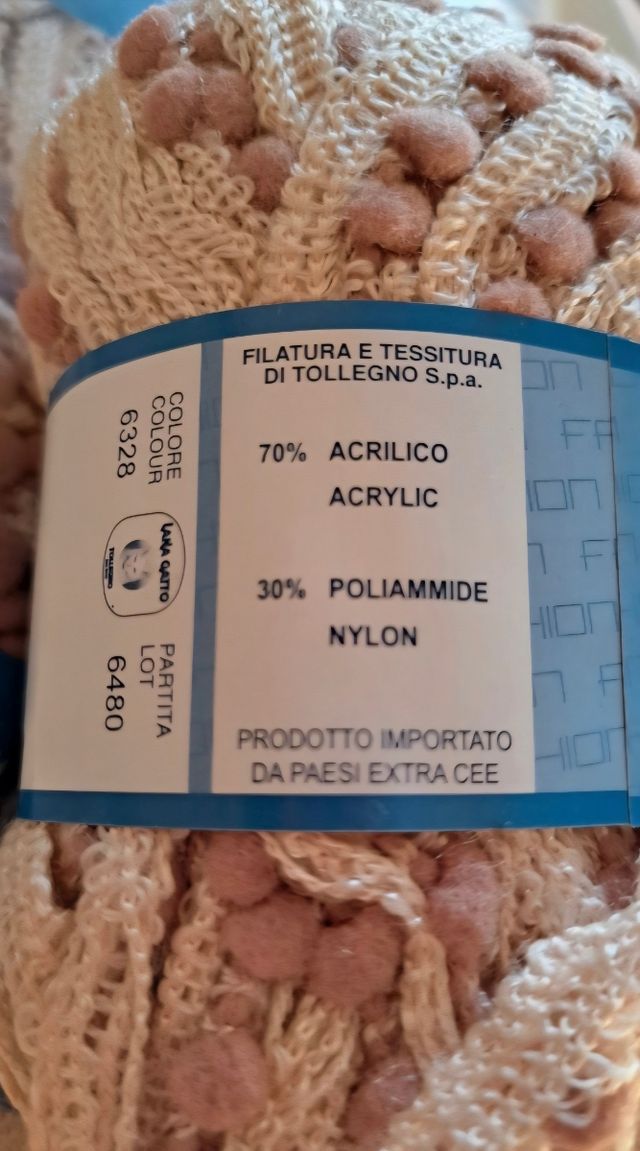 FILATURA E TESSITURA
DI TOLLEGNO S.p.a.
70% ACRILICO
ACRYLIC
30% POLIAMMIDE
NYLON
PRODOTTO IMPORTATO
DA PAESI EXTRA CEE
COLORE
COLOUR
6328
LANA GATTO
TOLLEGNO
PARTITA
LOT
6480